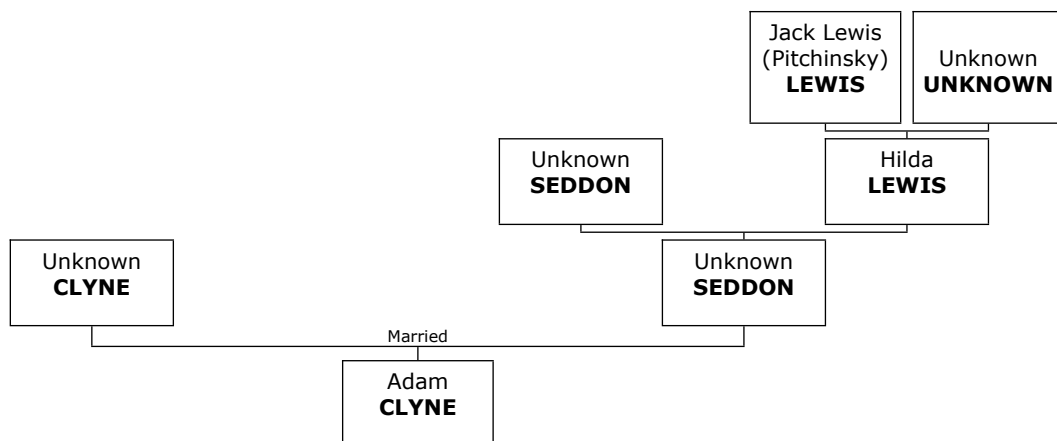 Jack Lewis
(Pitchinsky)
LEWIS
Unknown
UNKNOWN
Unknown
SEDDON
Hilda
LEWIS
Unknown
CLYNE
Unknown
SEDDON
Married
Adam
CLYNE